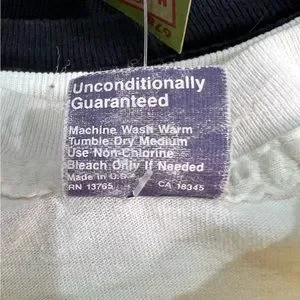 Unconditionally
Guaranteed
Machine Wash Warm
Tumble Dry Medium
Use Non-Chlorine
Bleach Only If Needed
Made in U.S.
RN 13765 CA 18345